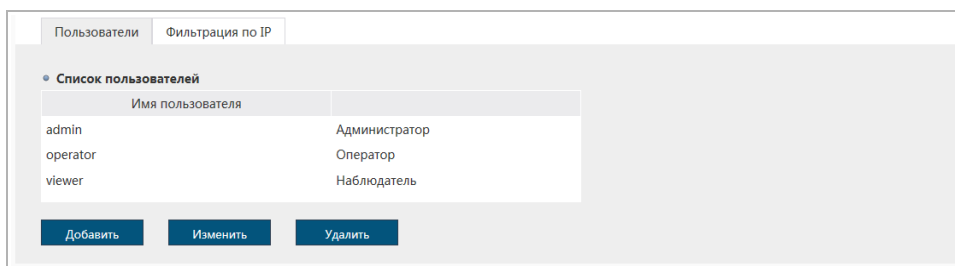 Пользователи Фильтрация по IP
Список пользователей
Имя пользователя
admin Администратор
operator Оператор
viewer Наблюдатель
Добавить Изменить Удалить